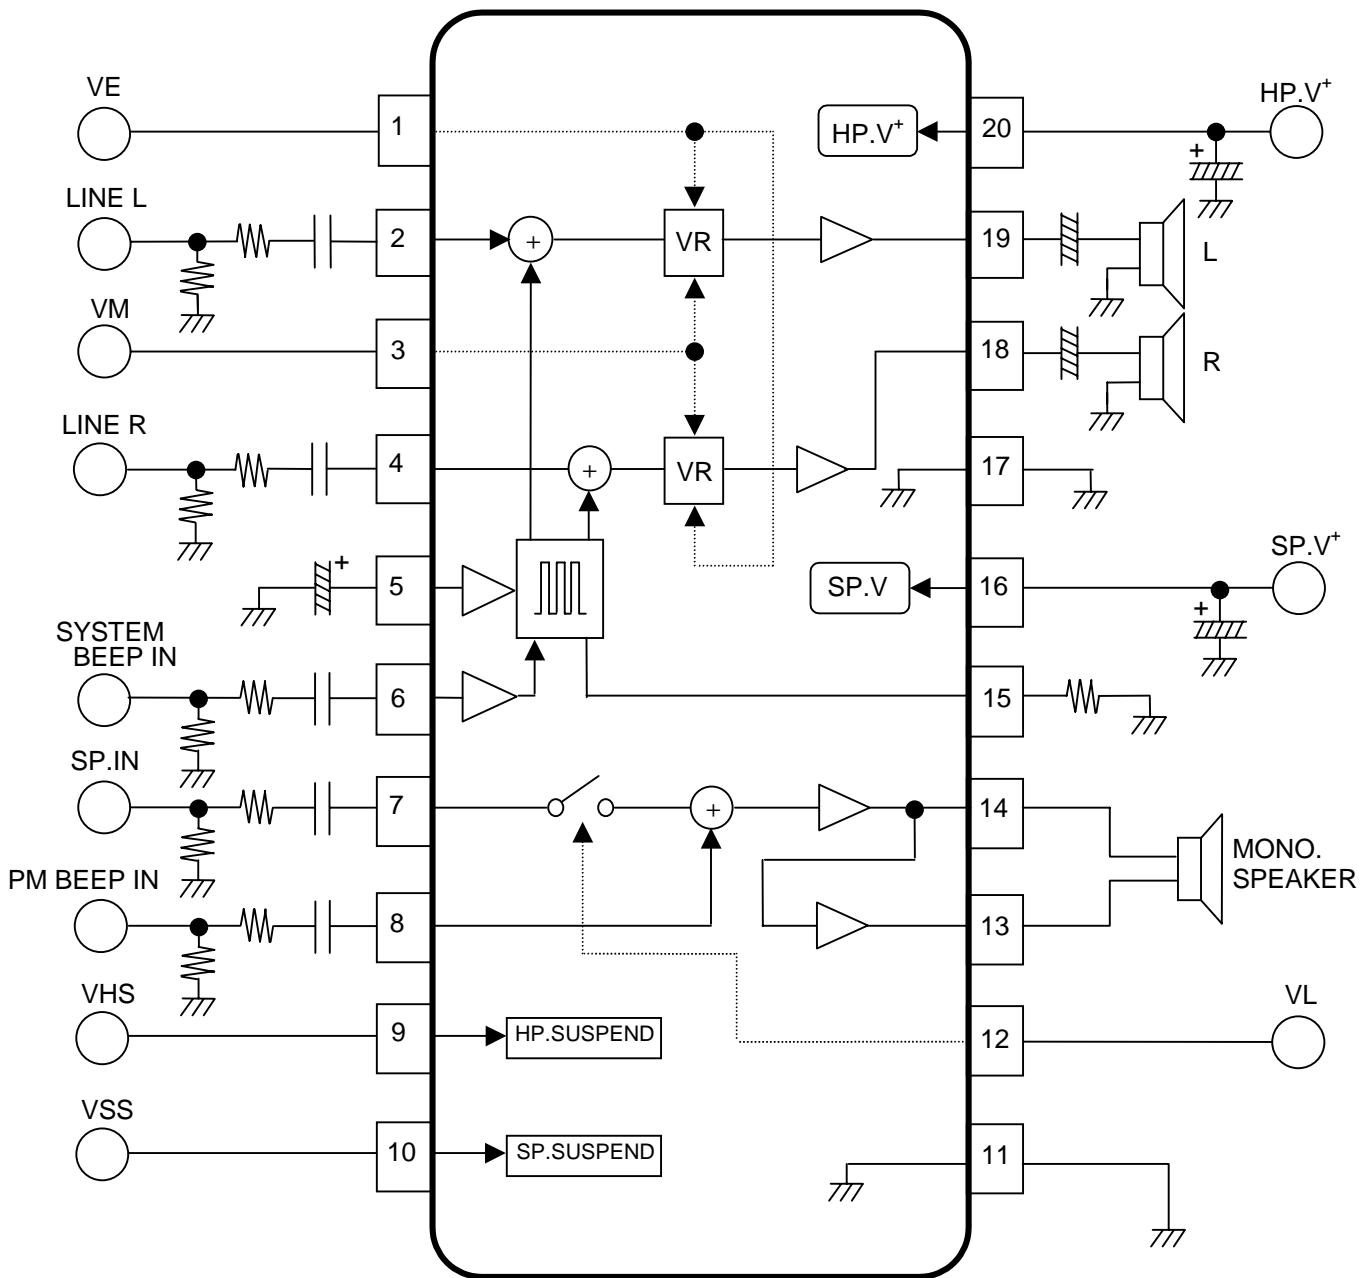 VE
1
HP.V+
20
HP.V+
+
LINE L
2
+
VR
19
L
VM
3
18
R
LINE R
4
+
VR
17
+
5
SP.V
16
SP.V+
+
SYSTEM
BEEP IN
6
15
SP.IN
7
+
14
MONO.
SPEAKER
PM BEEP IN
8
13
VHS
9
HP.SUSPEND
12
VL
VSS
10
SP.SUSPEND
11